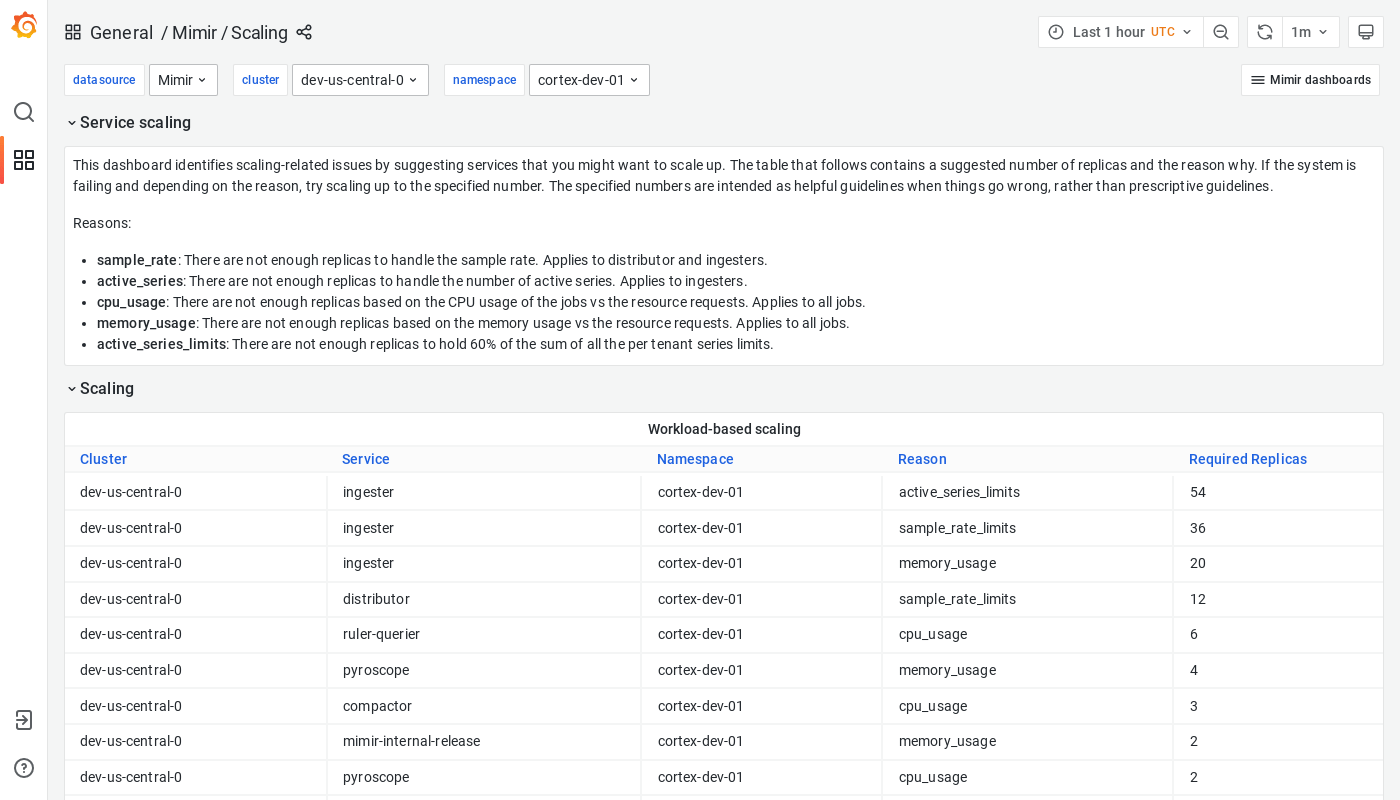 General / Mimir / Scaling
Last 1 hour UTC
1m
datasource Mimir cluster dev-us-central-0 namespace cortex-dev-01 Mimir dashboards
Service scaling
This dashboard identifies scaling-related issues by suggesting services that you might want to scale up. The table that follows contains a suggested number of replicas and the reason why. If the system is
failing and depending on the reason, try scaling up to the specified number. The specified numbers are intended as helpful guidelines when things go wrong, rather than prescriptive guidelines.
Reasons:
• sample_rate: There are not enough replicas to handle the sample rate. Applies to distributor and ingesters.
• active_series: There are not enough replicas to handle the number of active series. Applies to ingesters.
• cpu_usage: There are not enough replicas based on the CPU usage of the jobs vs the resource requests. Applies to all jobs.
• memory_usage: There are not enough replicas based on the memory usage vs the resource requests. Applies to all jobs.
• active_series_limits: There are not enough replicas to hold 60% of the sum of all the per tenant series limits.
Scaling
Workload-based scaling
Cluster Service Namespace Reason Required Replicas
dev-us-central-0 ingester cortex-dev-01 active_series_limits 54
dev-us-central-0 ingester cortex-dev-01 sample_rate_limits 36
dev-us-central-0 ingester cortex-dev-01 memory_usage 20
dev-us-central-0 distributor cortex-dev-01 sample_rate_limits 12
dev-us-central-0 ruler-querier cortex-dev-01 cpu_usage 6
dev-us-central-0 pyroscope cortex-dev-01 memory_usage 4
dev-us-central-0 compactor cortex-dev-01 cpu_usage 3
dev-us-central-0 mimir-internal-release cortex-dev-01 memory_usage 2
dev-us-central-0 pyroscope cortex-dev-01 cpu_usage 2